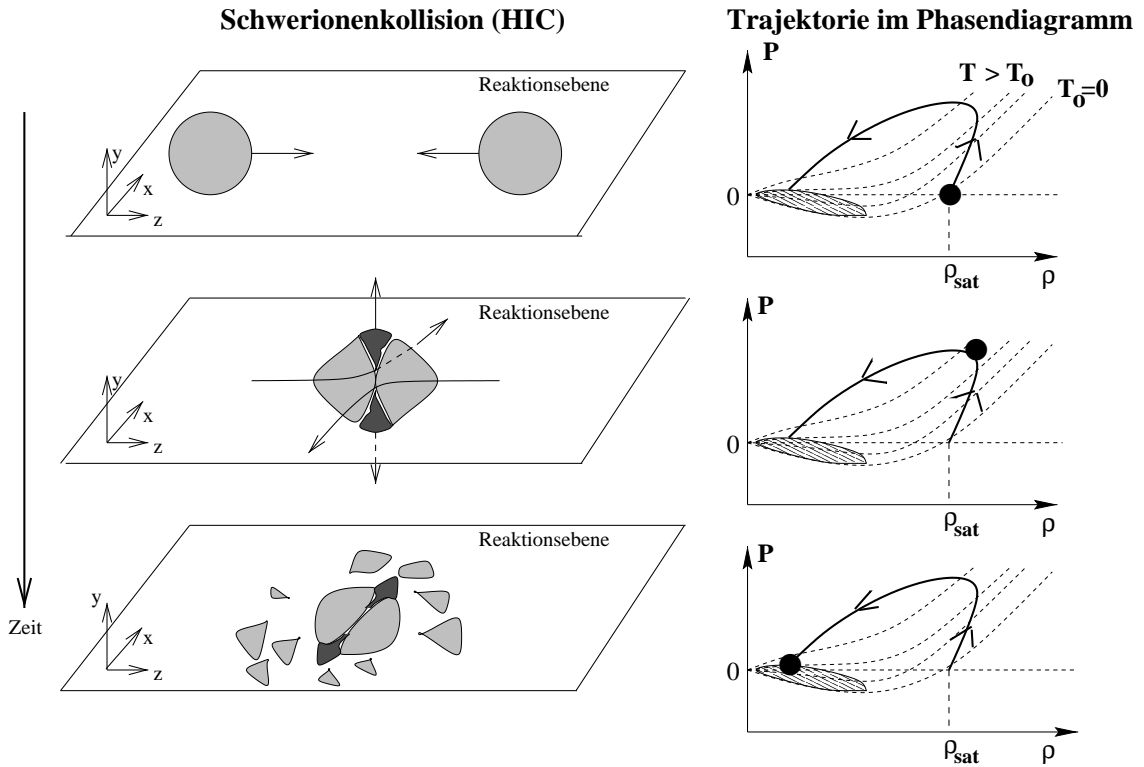 Schwerionenkollision (HIC)
Trajektorie im Phasendiagramm
Reaktionsebene
y
x
z
P
T > To
To=0
0
ρsat
ρ
Reaktionsebene
y
x
z
P
0
ρsat
ρ
Reaktionsebene
y
x
z
P
0
ρsat
ρ
Zeit